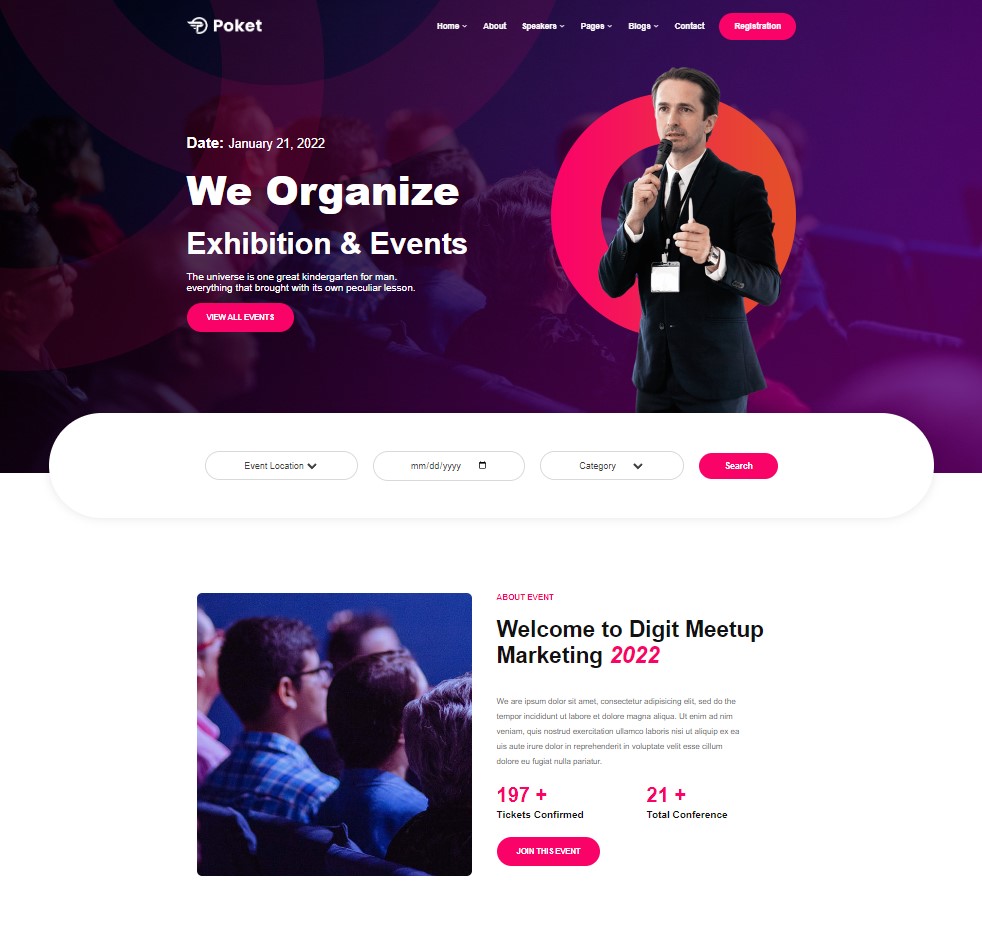 Poket
Home About Speakers Pages Blogs Contact Registration
Date: January 21, 2022
We Organize
Exhibition & Events
The universe is one great kindergarten for man.
everything that brought with its own peculiar lesson.
VIEW ALL EVENTS
Event Location mm/dd/yyyy Category Search
ABOUT EVENT
Welcome to Digit Meetup
Marketing 2022
We are ipsum dolor sit amet, consectetur adipisicing elit, sed do the
tempor incididunt ut labore et dolore magna aliqua. Ut enim ad nim
veniam, quis nostrud exercitation ullamco laboris nisi ut aliquip ex ea
uis aute irure dolor in reprehenderit in voluptate velit esse cillum
dolore eu fugiat nulla pariatur.
197 + 21 +
Tickets Confirmed Total Conference
JOIN THIS EVENT